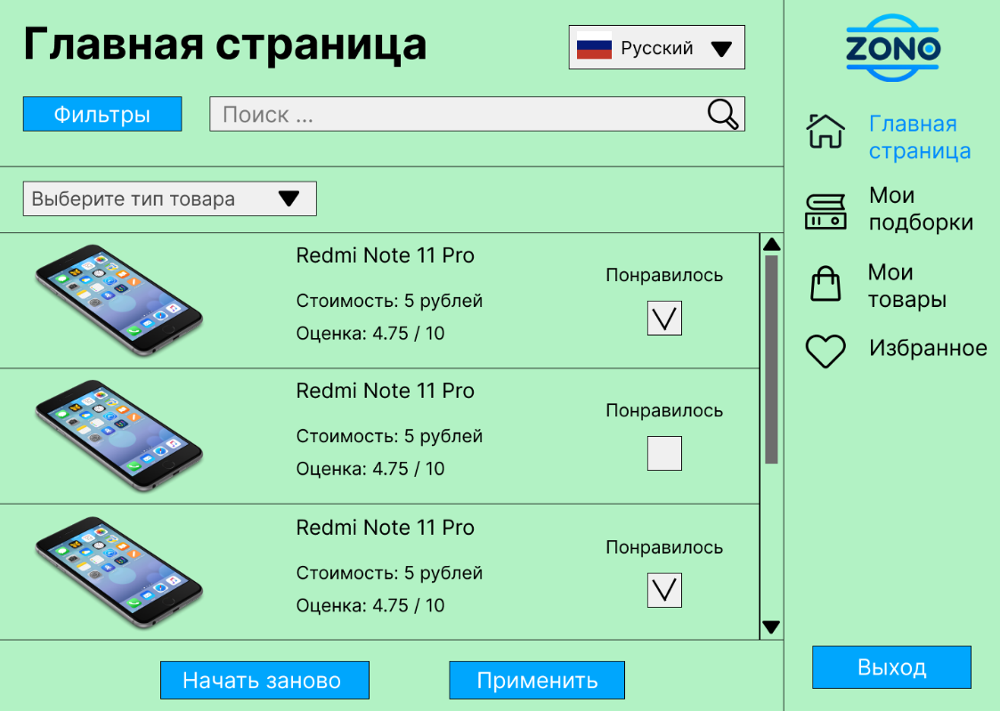 Главная страница
Русский
Фильтры
Поиск ...
Выберите тип товара
Redmi Note 11 Pro
Стоимость: 5 рублей
Оценка: 4.75 / 10
Понравилось
Redmi Note 11 Pro
Стоимость: 5 рублей
Оценка: 4.75 / 10
Понравилось
Redmi Note 11 Pro
Стоимость: 5 рублей
Оценка: 4.75 / 10
Понравилось
Начать заново
Применить
ZONO
Главная
страница
Мои
подборки
Мои
товары
Избранное
Выход